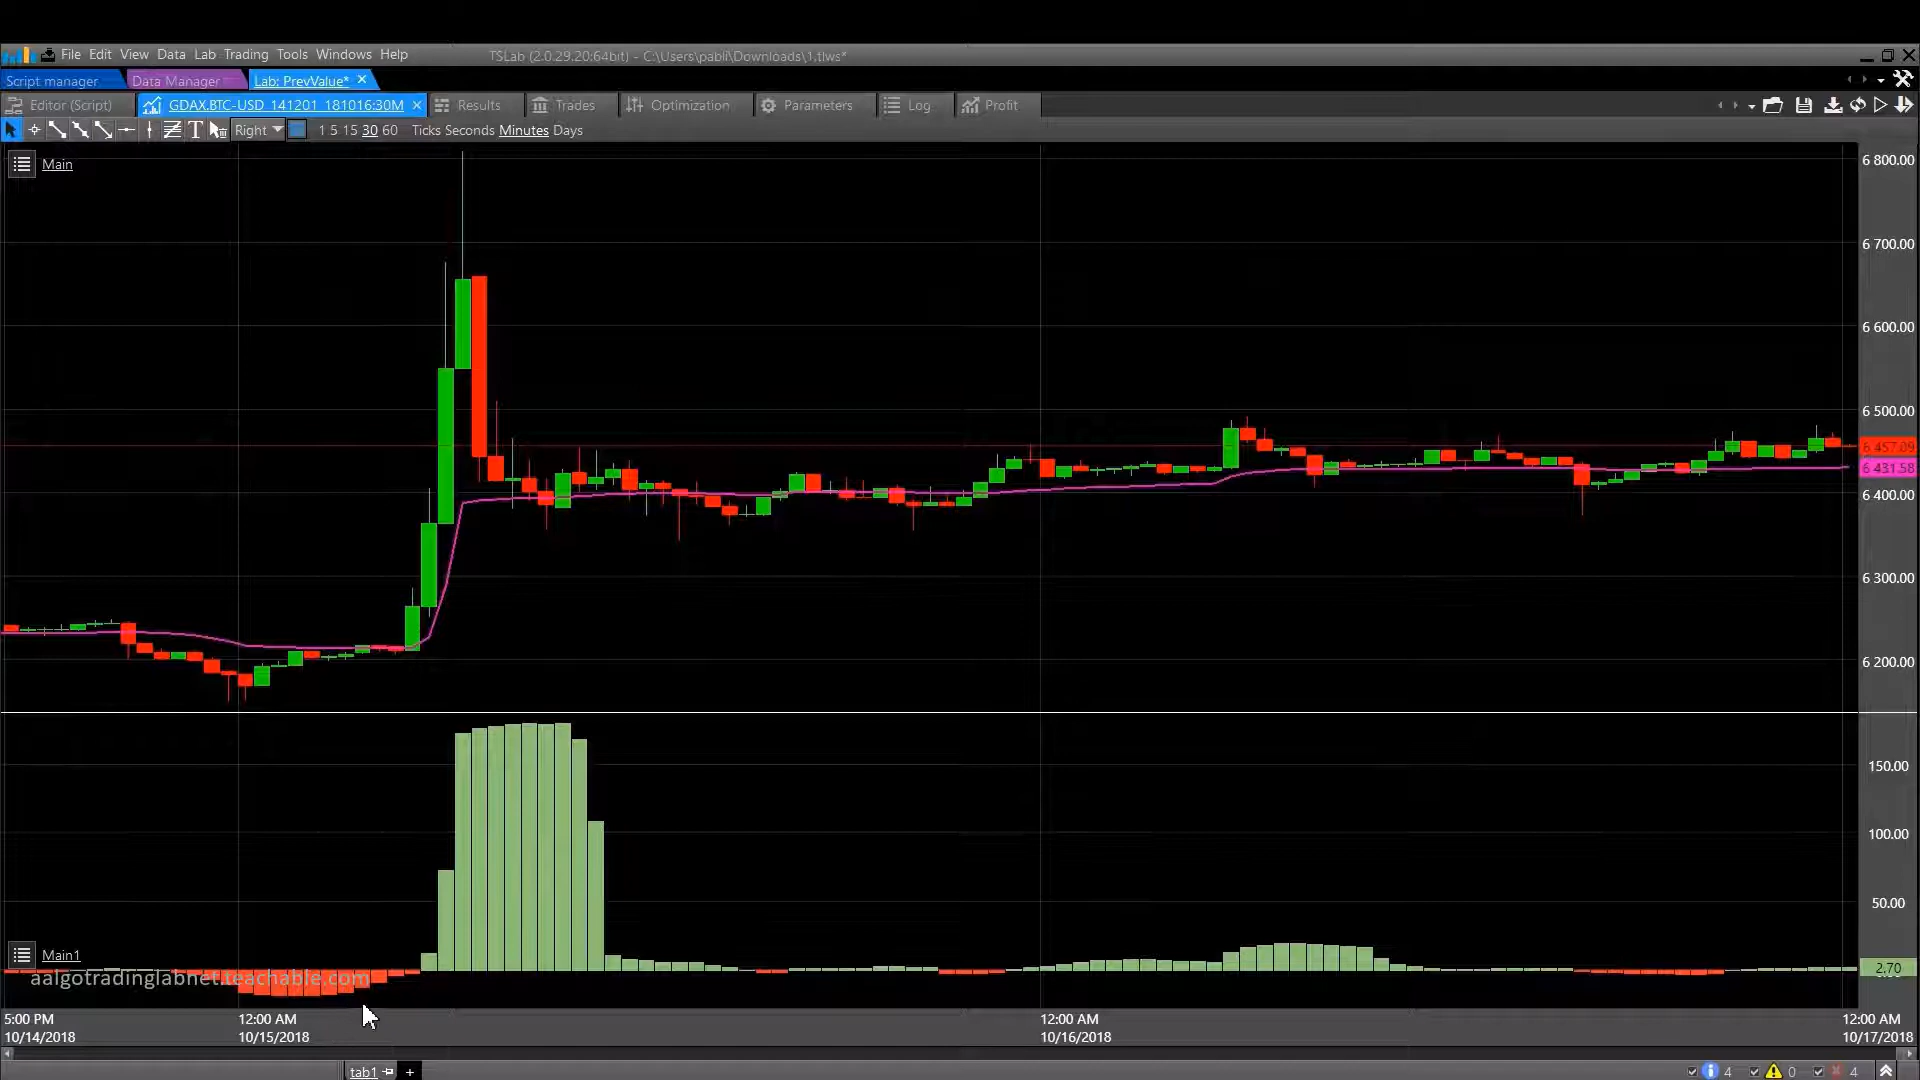 File Edit View Data Lab Trading Tools Windows Help
TSLab (2.0.29.20:64bit) - C:\Users\pabli\Downloads\1.tlws*
Script manager Data Manager Lab: PrevValue*
Editor (Script) GDAX.BTC-USD_141201_181016:30M Results Trades Optimization Parameters Log Profit
T Right 1 5 15 30 60 Ticks Seconds Minutes Days
Main
6 800.00
6 700.00
6 600.00
6 500.00
6 457.09
6 431.58
6 400.00
6 300.00
6 200.00
150.00
100.00
50.00
Main1
2.70
aalgotradinglabnet.teachable.com
5:00 PM 12:00 AM 12:00 AM 12:00 AM
10/14/2018 10/15/2018 10/16/2018 10/17/2018
tab1 + 4 0 4